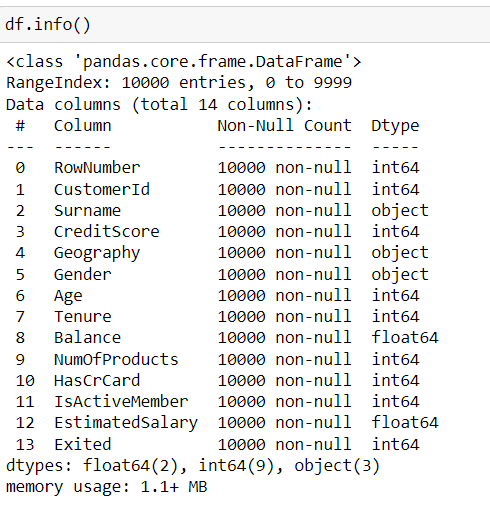 df.info()
<class 'pandas.core.frame.DataFrame'>
RangeIndex: 10000 entries, 0 to 9999
Data columns (total 14 columns):
 #   Column           Non-Null Count  Dtype
---  ------           --------------  -----
 0   RowNumber        10000 non-null  int64
 1   CustomerId       10000 non-null  int64
 2   Surname          10000 non-null  object
 3   CreditScore      10000 non-null  int64
 4   Geography        10000 non-null  object
 5   Gender           10000 non-null  object
 6   Age              10000 non-null  int64
 7   Tenure           10000 non-null  int64
 8   Balance          10000 non-null  float64
 9   NumOfProducts    10000 non-null  int64
 10  HasCrCard        10000 non-null  int64
 11  IsActiveMember   10000 non-null  int64
 12  EstimatedSalary  10000 non-null  float64
 13  Exited           10000 non-null  int64
dtypes: float64(2), int64(9), object(3)
memory usage: 1.1+ MB